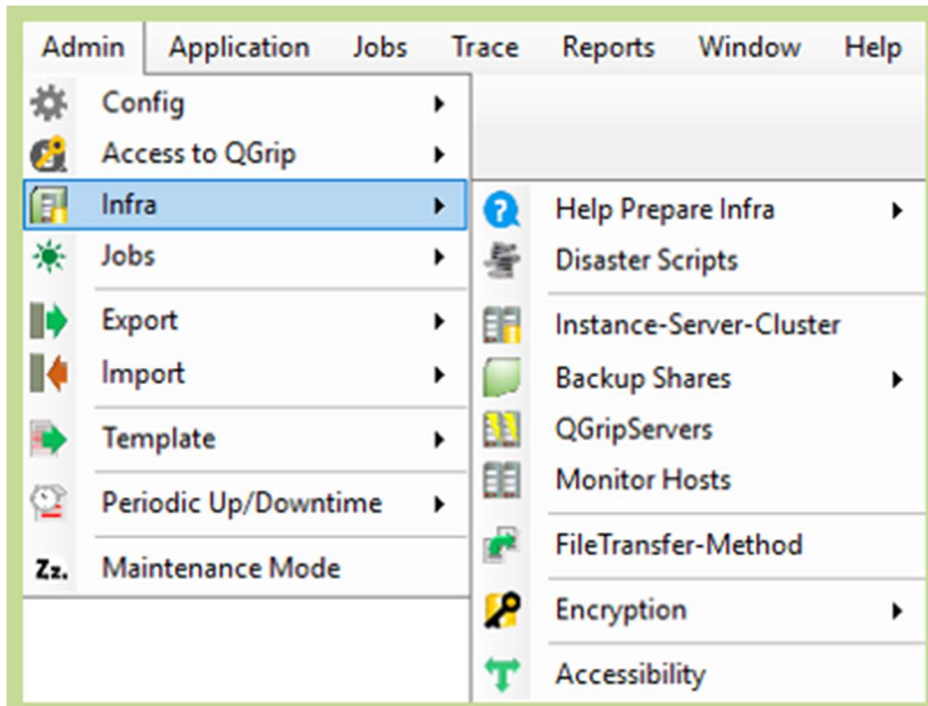 Admin Application Jobs Trace Reports Window Help
Config
Access to QGrip
Infra
Jobs
Export
Import
Template
Periodic Up/Downtime
Zz. Maintenance Mode
Help Prepare Infra
Disaster Scripts
Instance-Server-Cluster
Backup Shares
QGripServers
Monitor Hosts
FileTransfer-Method
Encryption
Accessibility